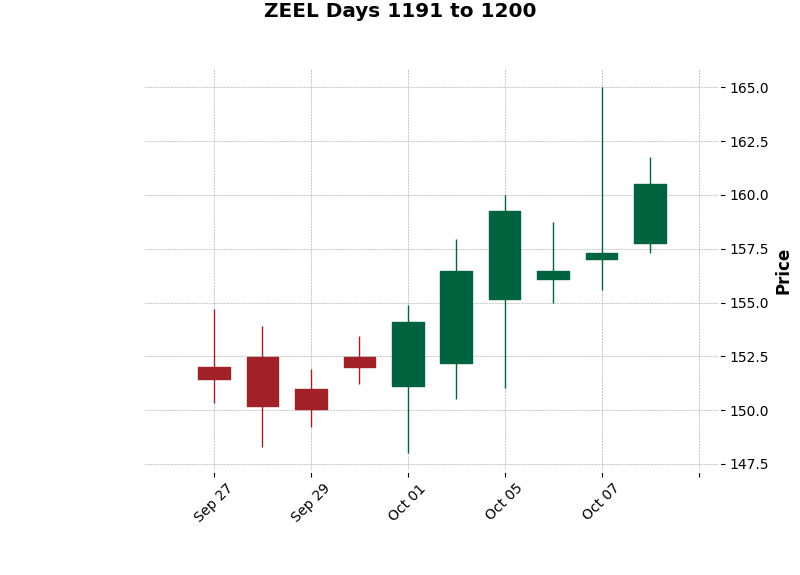 ZEEL Days 1191 to 1200
165.0
162.5
160.0
157.5
155.0
152.5
150.0
147.5
Price
Sep 27
Sep 29
Oct 01
Oct 05
Oct 07